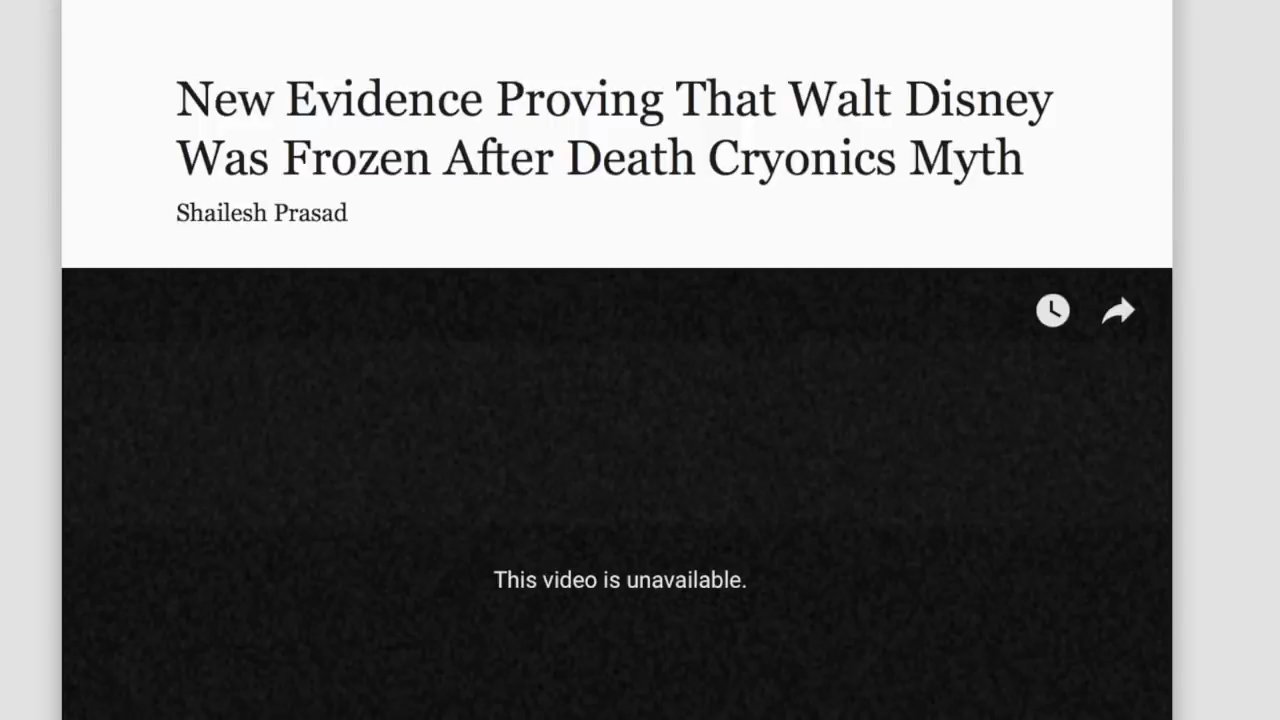 New Evidence Proving That Walt Disney
Was Frozen After Death Cryonics Myth
Shailesh Prasad
This video is unavailable.